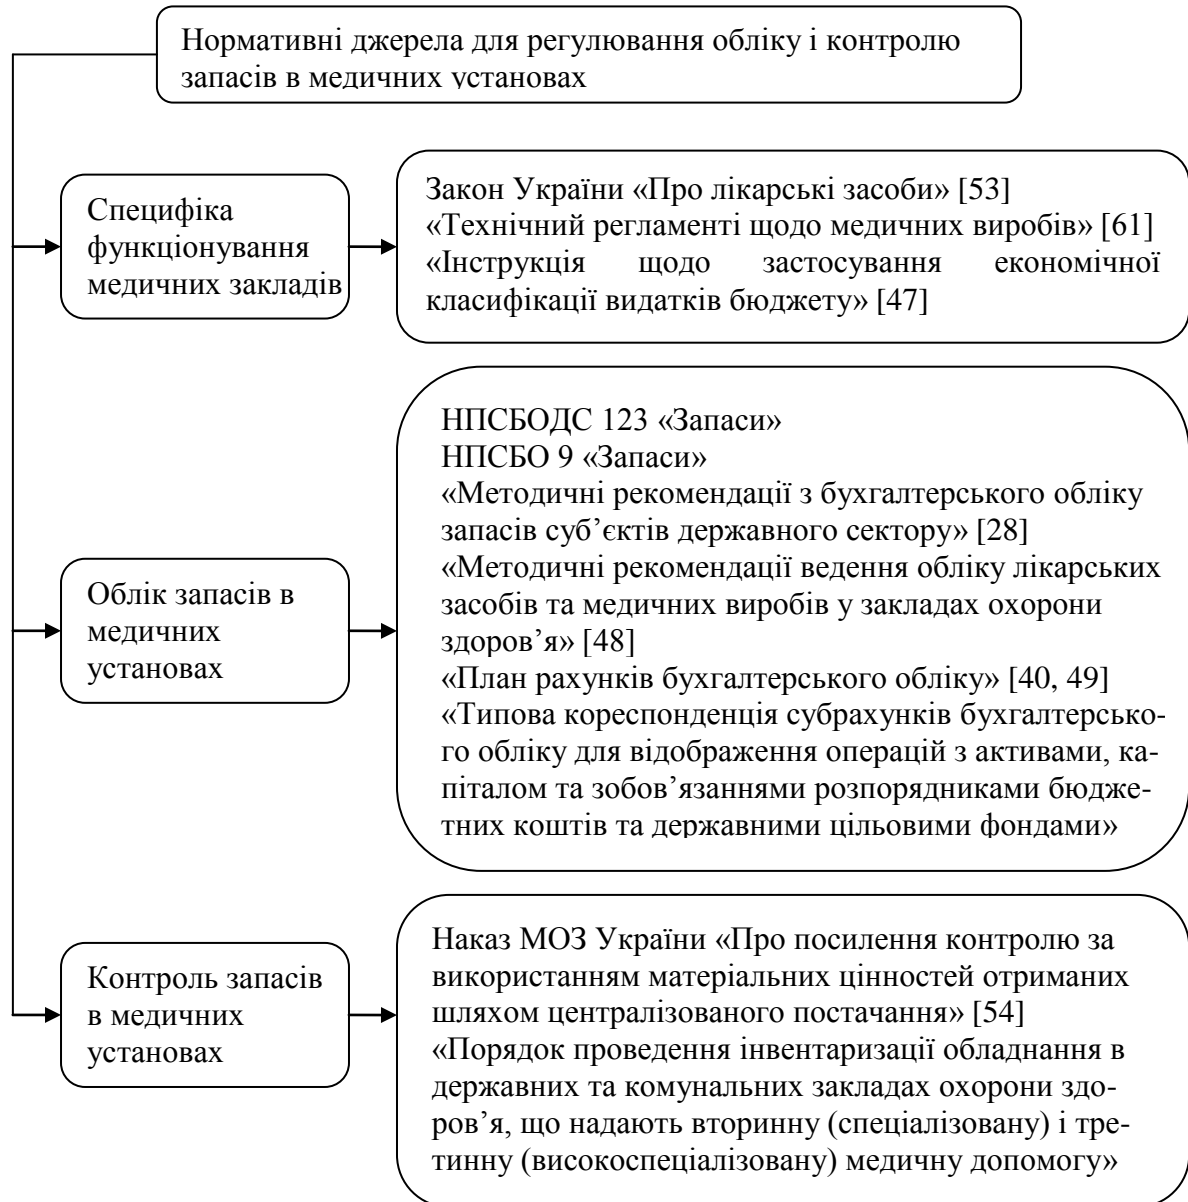 Нормативні джерела для регулювання обліку і контролю
запасів в медичних установах
Специфіка
функціонування
медичних закладів
Закон України «Про лікарські засоби» [53]
«Технічний регламенті щодо медичних виробів» [61]
«Інструкція щодо застосування економічної
класифікації видатків бюджету» [47]
Облік запасів в
медичних
установах
НПСБОДС 123 «Запаси»
НПСБО 9 «Запаси»
«Методичні рекомендації з бухгалтерського обліку
запасів суб’єктів державного сектору» [28]
«Методичні рекомендації ведення обліку лікарських
засобів та медичних виробів у закладах охорони
здоров’я» [48]
«План рахунків бухгалтерського обліку» [40, 49]
«Типова кореспонденція субрахунків бухгалтерсько-
го обліку для відображення операцій з активами, ка-
піталом та зобов’язаннями розпорядниками бюдже-
тних коштів та державними цільовими фондами»
Контроль запасів
в медичних
установах
Наказ МОЗ України «Про посилення контролю за
використанням матеріальних цінностей отриманих
шляхом централізованого постачання» [54]
«Порядок проведення інвентаризації обладнання в
державних та комунальних закладах охорони здо-
ров’я, що надають вторинну (спеціалізовану) і тре-
тинну (високоспеціалізовану) медичну допомогу»